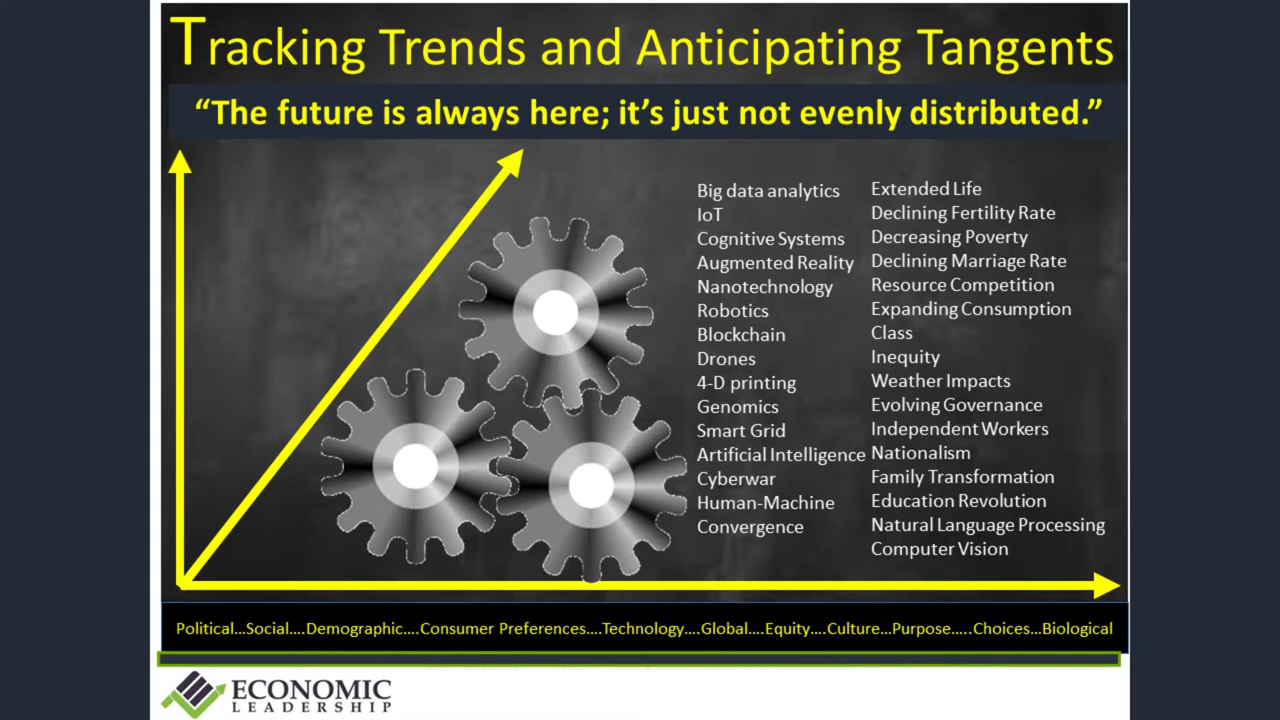 Tracking Trends and Anticipating Tangents
“The future is always here; it’s just not evenly distributed.”
Big data analytics
IoT
Cognitive Systems
Augmented Reality
Nanotechnology
Robotics
Blockchain
Drones
4-D printing
Genomics
Smart Grid
Artificial Intelligence
Cyberwar
Human-Machine
Convergence
Extended Life
Declining Fertility Rate
Decreasing Poverty
Declining Marriage Rate
Resource Competition
Expanding Consumption
Class
Inequity
Weather Impacts
Evolving Governance
Independent Workers
Nationalism
Family Transformation
Education Revolution
Natural Language Processing
Computer Vision
Political...Social....Demographic....Consumer Preferences....Technology....Global....Equity....Culture...Purpose.....Choices...Biological
ECONOMIC
LEADERSHIP